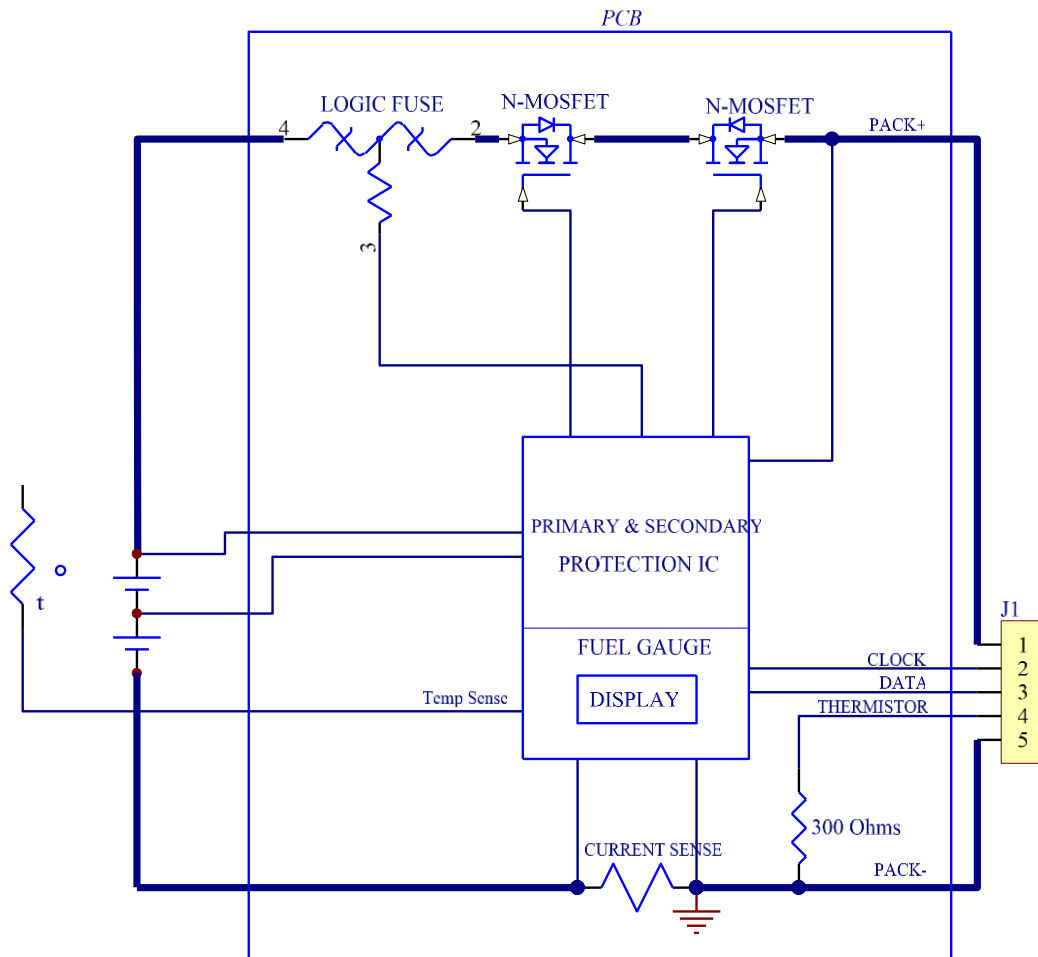 PCB
LOGIC FUSE
N-MOSFET
N-MOSFET
4
2
PACK+
3
PRIMARY & SECONDARY
PROTECTION IC
t
J1
1
FUEL GAUGE
CLOCK
2
DATA
3
Temp Sense
DISPLAY
THERMISTOR
4
5
300 Ohms
CURRENT SENSE
PACK-